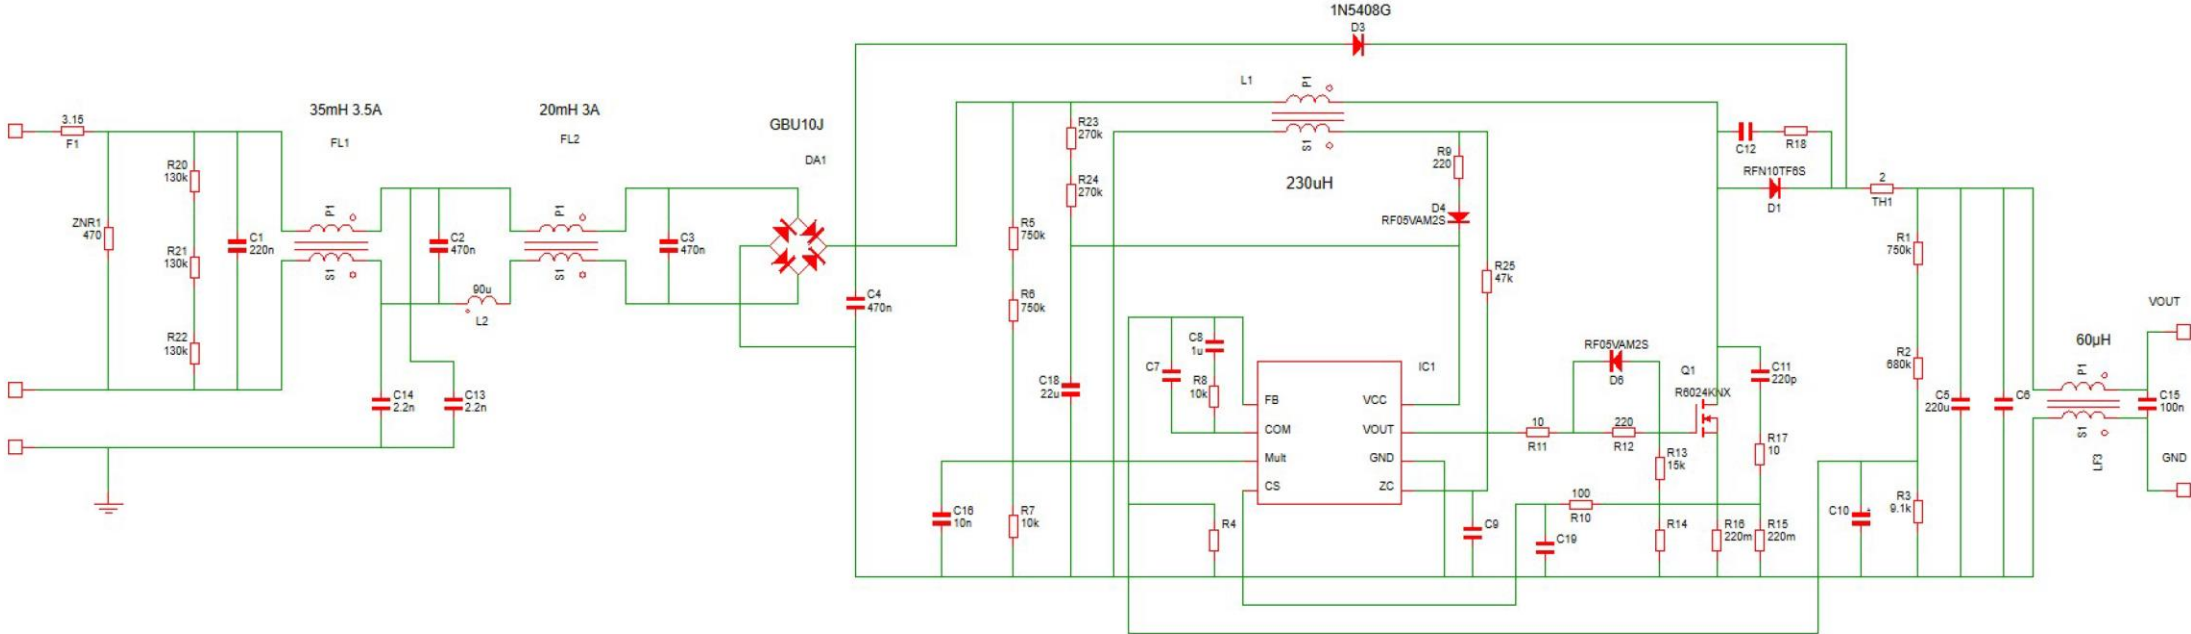 1N5408G
D3
3.15
F1
35mH 3.5A
FL1
20mH 3A
FL2
GBU10J
DA1
L1
P1
S1
230uH
R20
130k
R21
130k
R22
130k
ZNR1
470
C1
220n
P1
S1
C2
470n
90u
L2
P1
S1
C3
470n
C14
2.2n
C13
2.2n
C4
470n
R23
270k
R24
270k
R5
750k
R6
750k
R9
220
D4
RF05VAM2S
R25
47k
C12
R18
RFN10TF6S
D1
2
TH1
R1
750k
R2
680k
R3
9.1k
C7
C8
1u
R8
10k
C18
22u
IC1
FB
COM
Mult
CS
VCC
VOUT
GND
ZC
RF05VAM2S
D6
10
R11
220
R12
Q1
R6024KNX
C11
220p
R17
10
R13
15k
100
R10
R14
R16
220m
R15
220m
C16
10n
R7
10k
R4
C9
C19
C10
C5
220u
C6
60µH
P1
S1
LF3
VOUT
C15
100n
GND